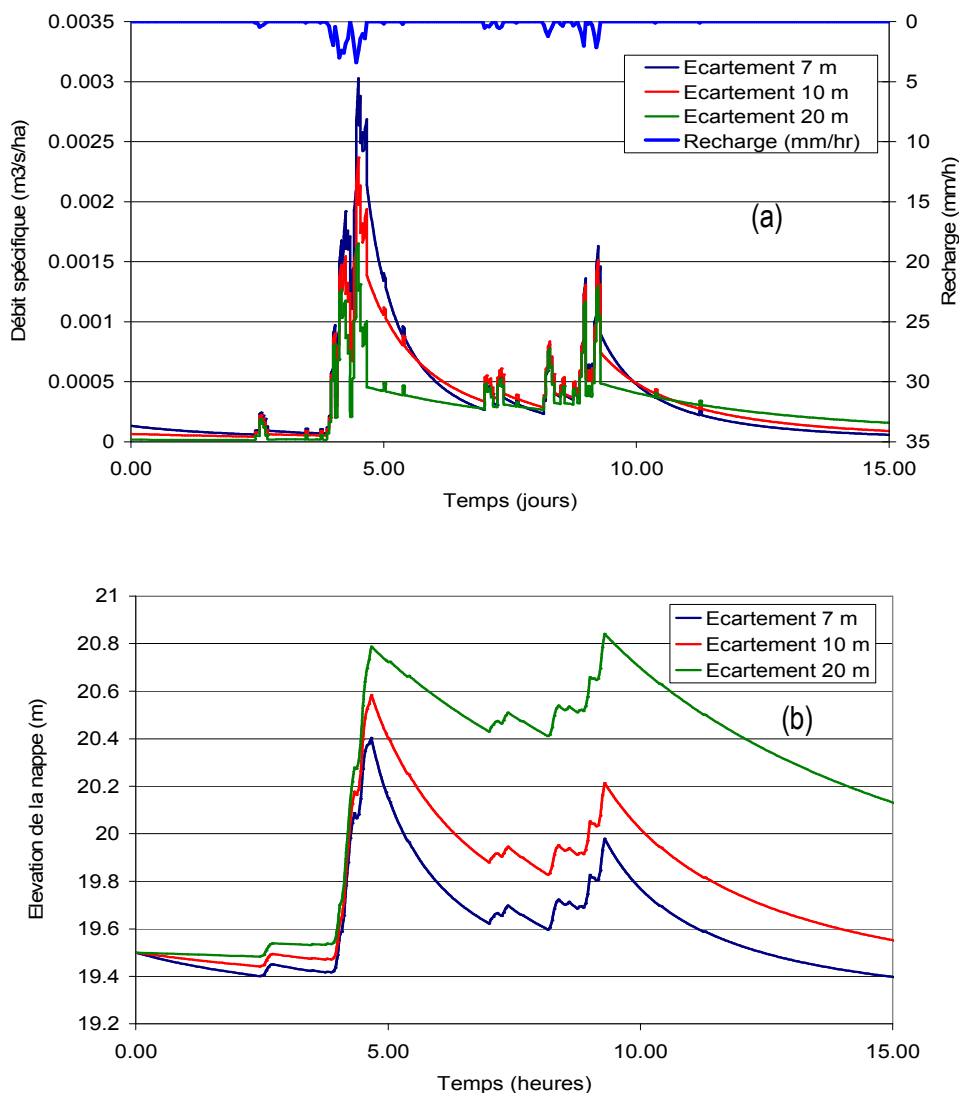 0.0035
0.003
0.0025
0.002
0.0015
0.001
0.0005
0
Débit spécifique (m3/s/ha)
0
5
10
15
20
25
30
35
Recharge (mm/h)
Ecartement 7 m
Ecartement 10 m
Ecartement 20 m
Recharge (mm/hr)
(a)
0.00 5.00 10.00 15.00
Temps (jours)
21
20.8
20.6
20.4
20.2
20
19.8
19.6
19.4
19.2
Elevation de la nappe (m)
Ecartement 7 m
Ecartement 10 m
Ecartement 20 m
(b)
0.00 5.00 10.00 15.00
Temps (heures)